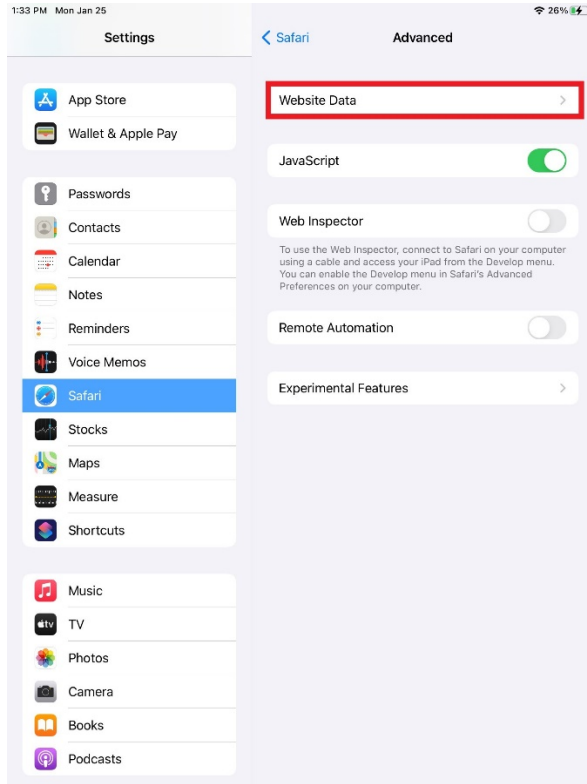 1:33 PM Mon Jan 25
26%
Settings
App Store
Wallet & Apple Pay
Passwords
Contacts
Calendar
Notes
Reminders
Voice Memos
Safari
Stocks
Maps
Measure
Shortcuts
Music
tv
TV
Photos
Camera
Books
Podcasts
Safari
Advanced
Website Data
JavaScript
Web Inspector
To use the Web Inspector, connect to Safari on your computer
using a cable and access your iPad from the Develop menu.
You can enable the Develop menu in Safari's Advanced
Preferences on your computer.
Remote Automation
Experimental Features